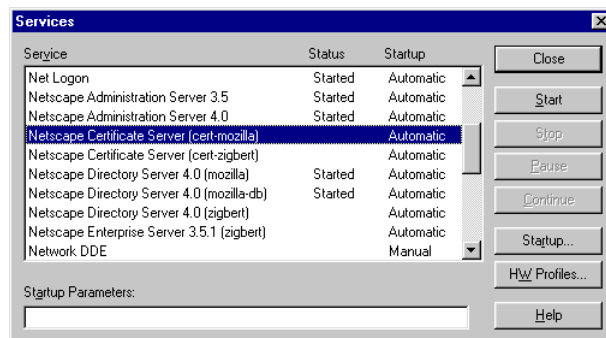 Services
Service Status Startup
Net Logon Started Automatic
Netscape Administration Server 3.5 Started Automatic
Netscape Administration Server 4.0 Started Automatic
Netscape Certificate Server (cert-mozilla) Automatic
Netscape Certificate Server (cert-zigbert) Automatic
Netscape Directory Server 4.0 (mozilla) Started Automatic
Netscape Directory Server 4.0 (mozilla-db) Started Automatic
Netscape Directory Server 4.0 (zigbert) Automatic
Netscape Enterprise Server 3.5.1 (zigbert) Automatic
Network DDE Manual
Startup Parameters:
Close
Start
Stop
Pause
Continue
Startup...
HW Profiles...
Help